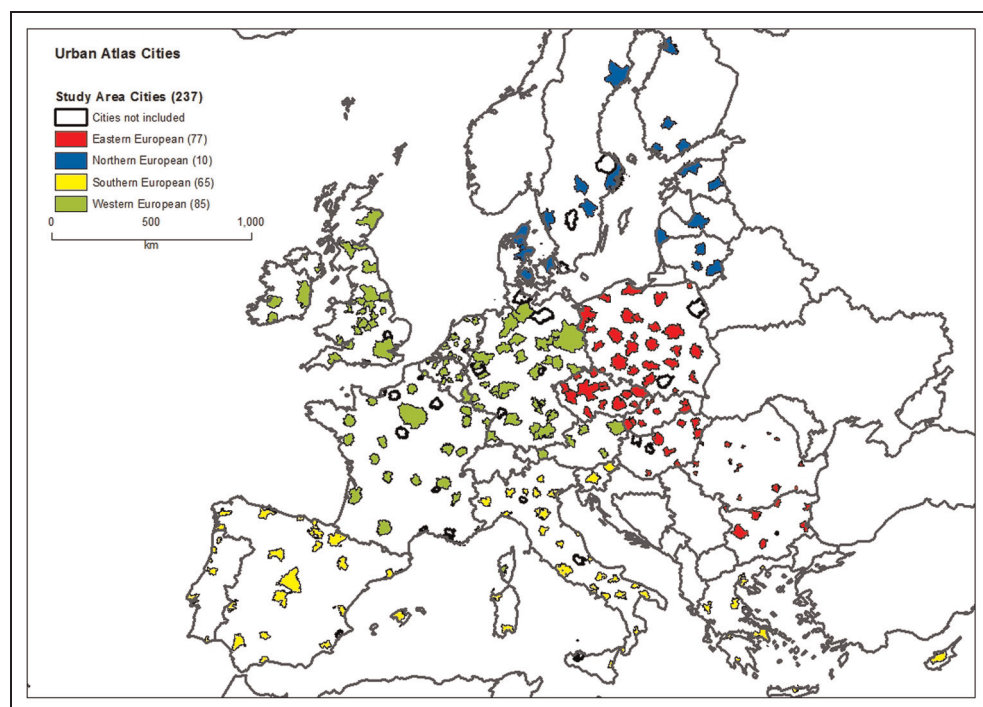 Urban Atlas Cities
Study Area Cities (237)
Cities not included
Eastern European (77)
Northern European (10)
Southern European (65)
Western European (85)
0 500 1,000
km